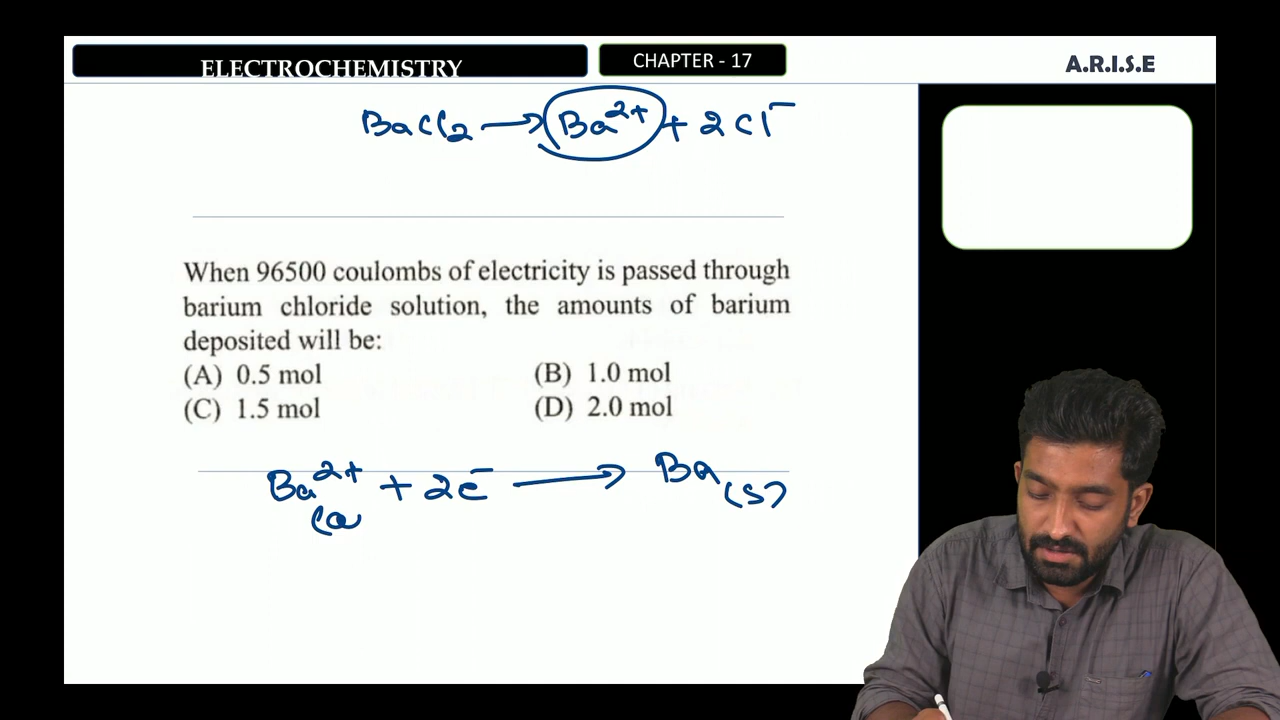 ELECTROCHEMISTRY
CHAPTER - 17
A.R.I.S.E
BaCl₂ → Ba²⁺ + 2Cl⁻
When 96500 coulombs of electricity is passed through
barium chloride solution, the amounts of barium
deposited will be:
(A) 0.5 mol (B) 1.0 mol
(C) 1.5 mol (D) 2.0 mol
Ba²⁺ + 2e⁻ → Ba(s)
(a